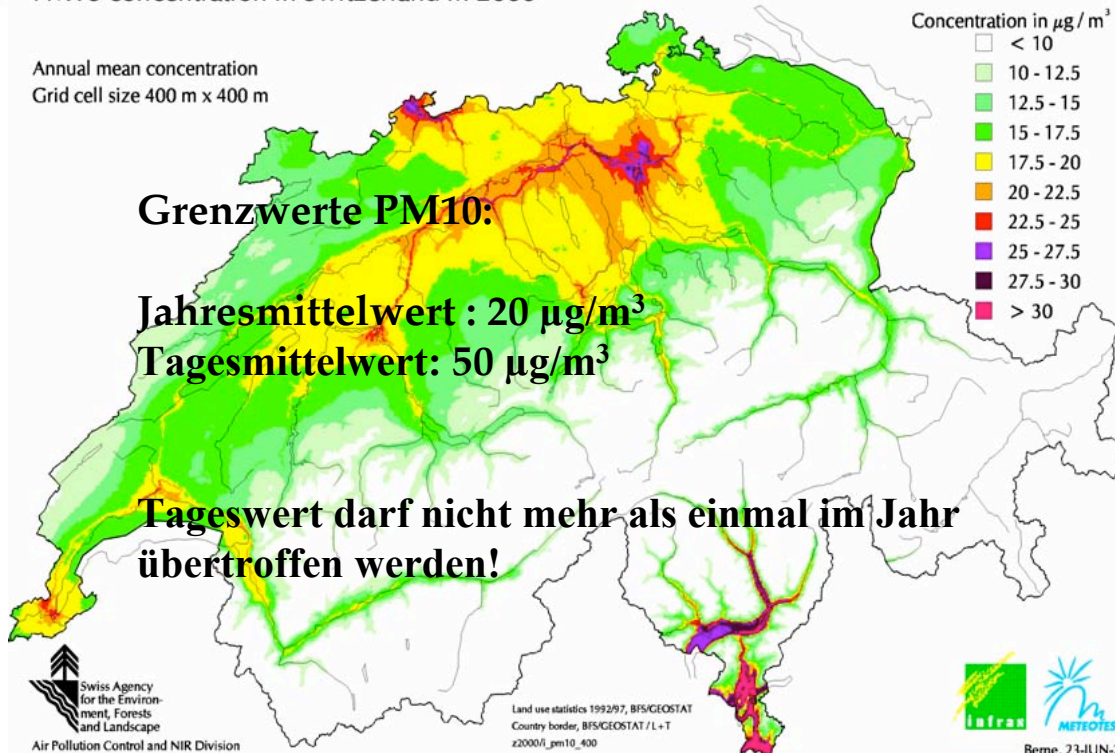 Annual mean concentration
Grid cell size 400 m x 400 m
Concentration in µg / m³
< 10
10 - 12.5
12.5 - 15
15 - 17.5
17.5 - 20
20 - 22.5
22.5 - 25
25 - 27.5
27.5 - 30
> 30
Grenzwerte PM10:
Jahresmittelwert : 20 µg/m³
Tagesmittelwert: 50 µg/m³
Tageswert darf nicht mehr als einmal im Jahr
übertroffen werden!
Swiss Agency
for the Environ-
ment, Forests
and Landscape
Air Pollution Control and NIR Division
Land use statistics 1992/97, BFS/GEOSTAT
Country border, BFS/GEOSTAT / L+T
z2000/i_pm10_400
infras
METEOTES
Berne, 23-JUN-